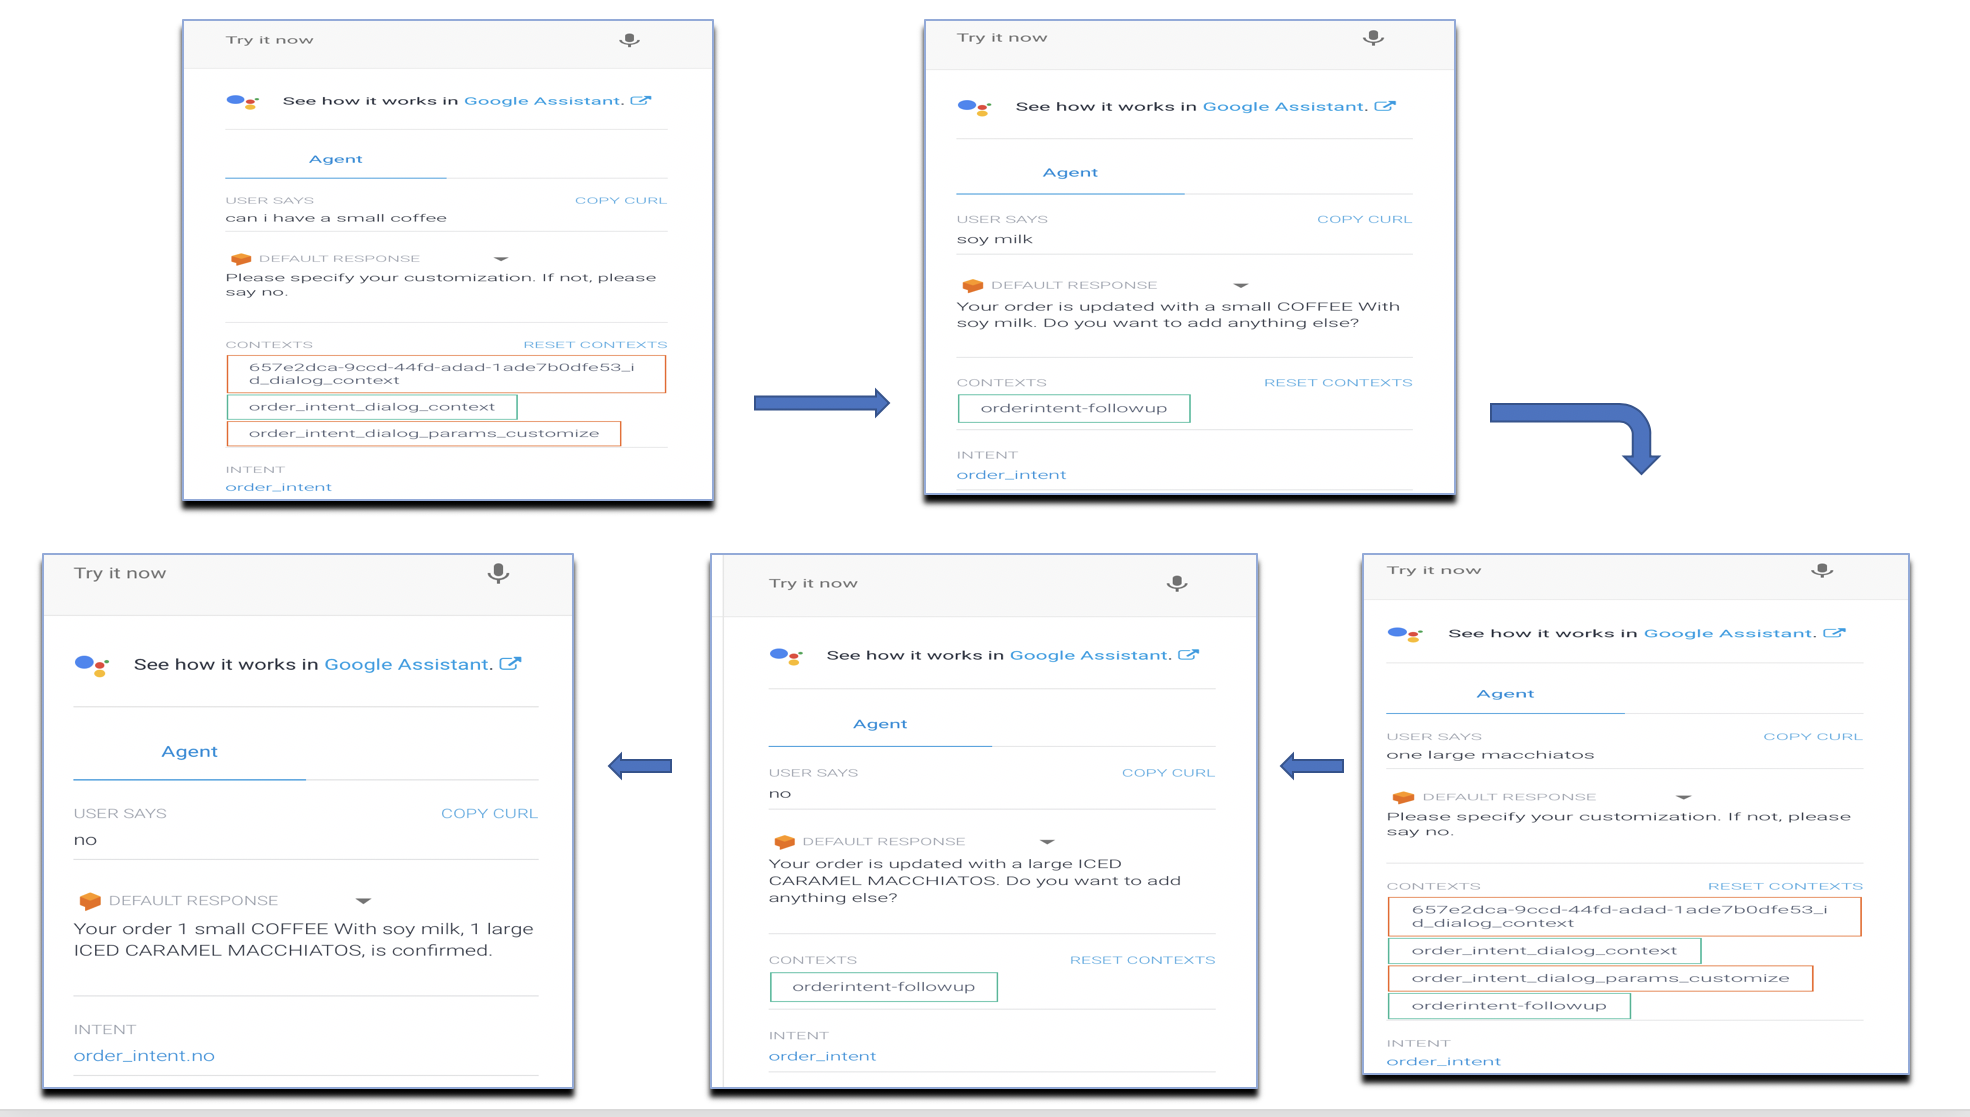 Try it now
See how it works in Google Assistant.
Agent
USER SAYS COPY CURL
can i have a small coffee
DEFAULT RESPONSE
Please specify your customization. If not, please
say no.
CONTEXTS RESET CONTEXTS
657e2dca-9ccd-44fd-adad-1ade7b0dfe53_i
d_dialog_context
order_intent_dialog_context
order_intent_dialog_params_customize
INTENT
order_intent
Try it now
See how it works in Google Assistant.
Agent
USER SAYS COPY CURL
soy milk
DEFAULT RESPONSE
Your order is updated with a small COFFEE With
soy milk. Do you want to add anything else?
CONTEXTS RESET CONTEXTS
orderintent-followup
INTENT
order_intent
Try it now
See how it works in Google Assistant.
Agent
USER SAYS COPY CURL
one large macchiatos
DEFAULT RESPONSE
Please specify your customization. If not, please
say no.
CONTEXTS RESET CONTEXTS
657e2dca-9ccd-44fd-adad-1ade7b0dfe53_i
d_dialog_context
order_intent_dialog_context
order_intent_dialog_params_customize
orderintent-followup
INTENT
order_intent
Try it now
See how it works in Google Assistant.
Agent
USER SAYS COPY CURL
no
DEFAULT RESPONSE
Your order is updated with a large ICED
CARAMEL MACCHIATOS. Do you want to add
anything else?
CONTEXTS RESET CONTEXTS
orderintent-followup
INTENT
order_intent
Try it now
See how it works in Google Assistant.
Agent
USER SAYS COPY CURL
no
DEFAULT RESPONSE
Your order 1 small COFFEE With soy milk, 1 large
ICED CARAMEL MACCHIATOS, is confirmed.
INTENT
order_intent.no